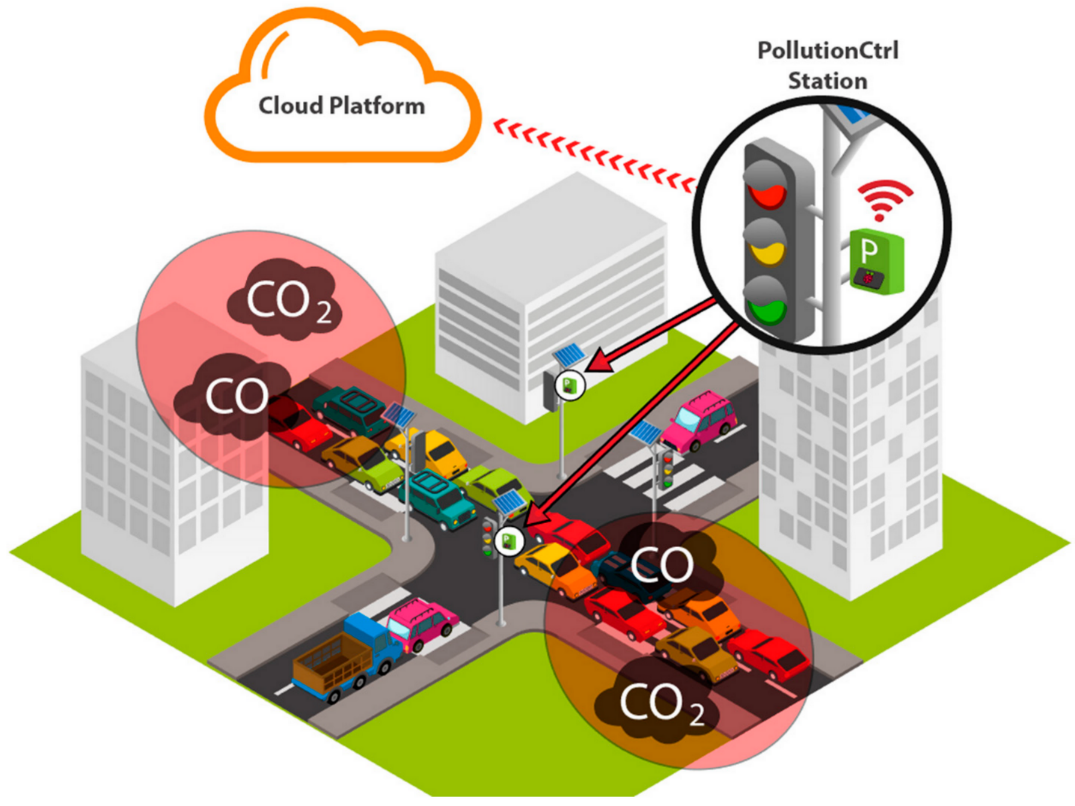 PollutionCtrl
Station
Cloud Platform
P
CO₂
CO
P
P
CO
CO₂